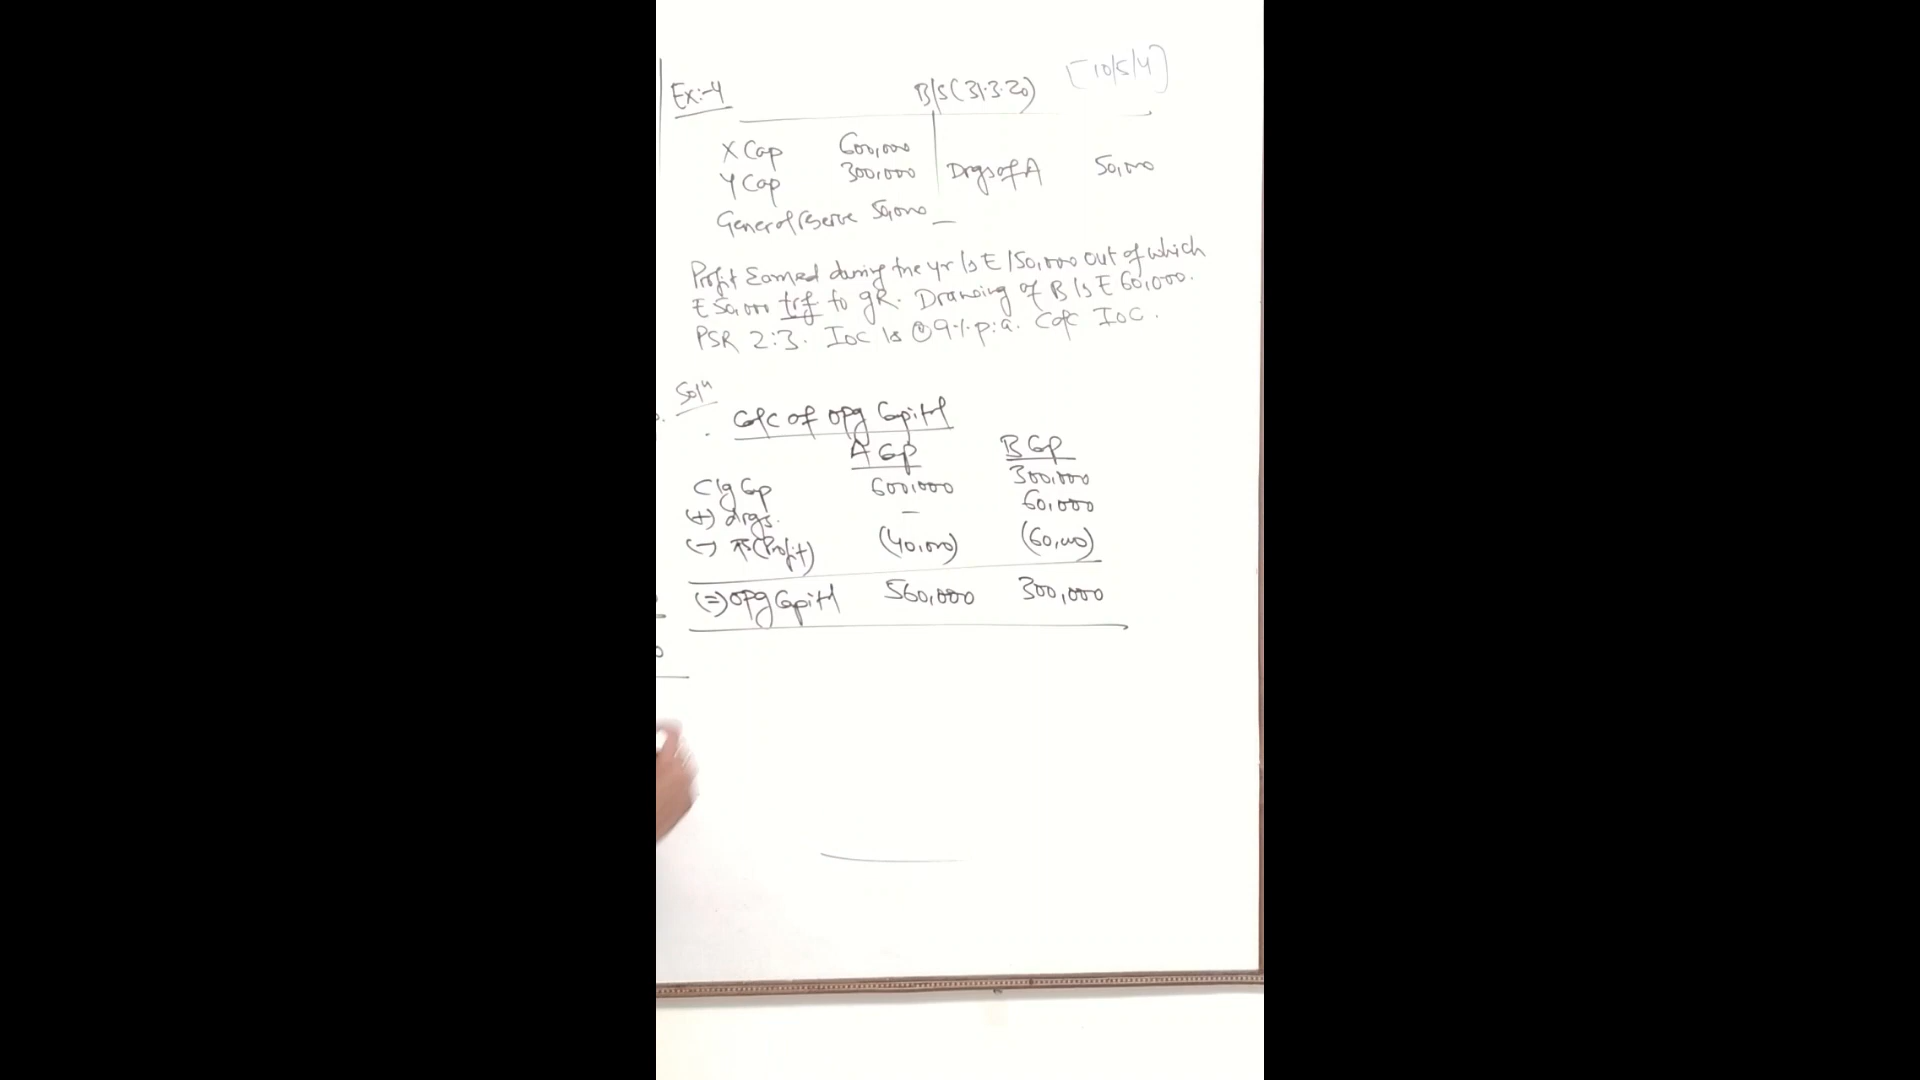 Ex:-4 B/S (31.3.20) [10/5/4]
X Cap 600,000
Y Cap 300,000 Drgs of A 50,000
General reserve 50,000
Profit Earned during the yr is ₹ 150,000 out of which
₹ 50,000 trf to gR. Drawing of B is ₹ 60,000.
PSR 2:3. IOC is @ 9% p.a. Calc IOC.
Sol4
Calc of opg Capital
A Cap B Cap
Clg Cap 600,000 300,000
(+) drgs. – 60,000
(-) (Profit) (40,000) (60,000)
(=) opg Capital 560,000 300,000